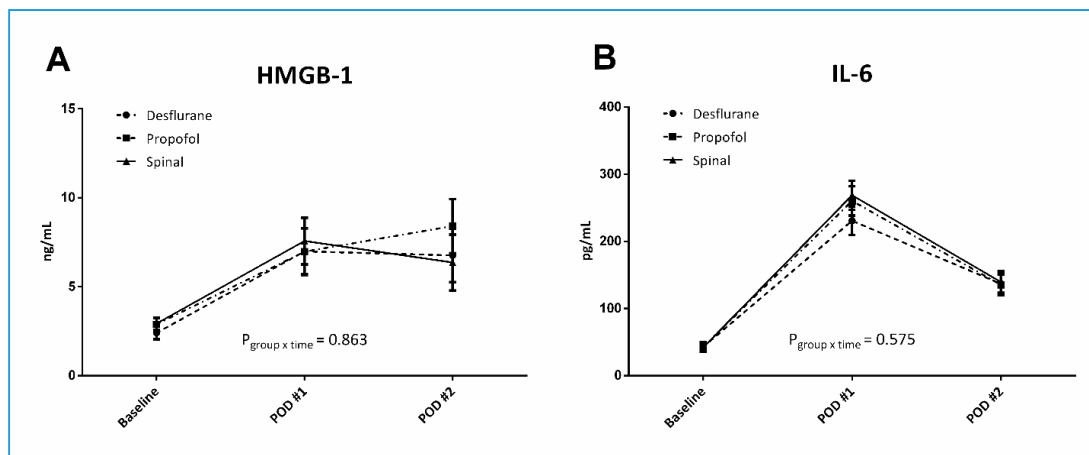 A
HMGB-1
15
10
5
0
ng/mL
Desflurane
Propofol
Spinal
P group x time = 0.863
Baseline
POD #1
POD #2
B
IL-6
400
300
200
100
0
pg/mL
Desflurane
Propofol
Spinal
P group x time = 0.575
Baseline
POD #1
POD #2